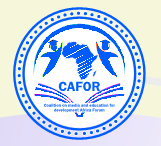 CAFOR
Coalition on media and education for
development Africa Forum